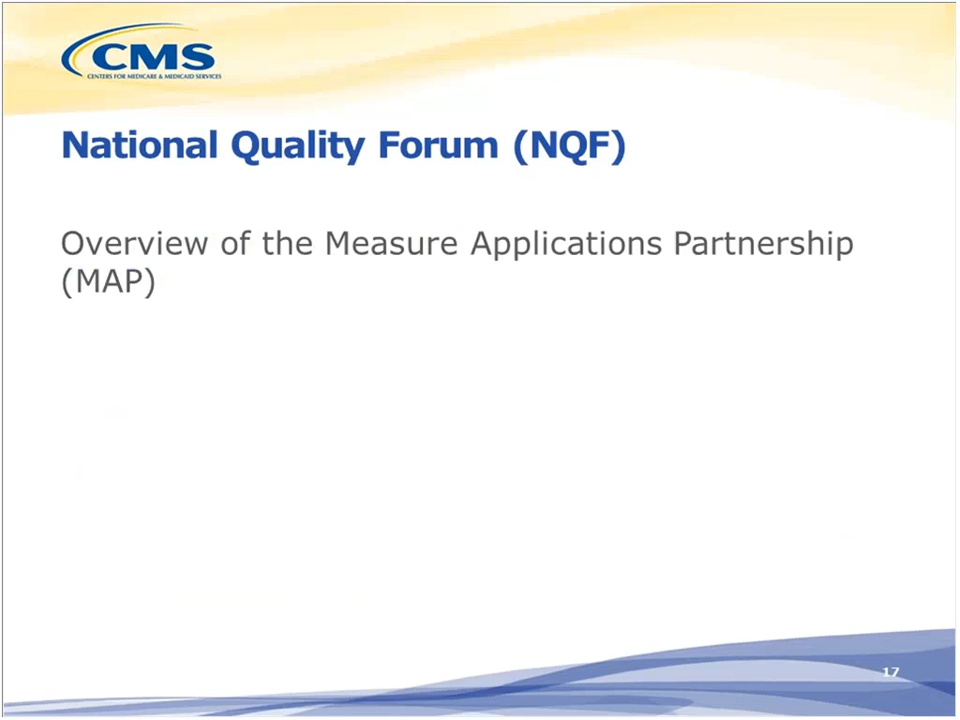 CMS
CENTERS FOR MEDICARE & MEDICAID SERVICES
National Quality Forum (NQF)
Overview of the Measure Applications Partnership
(MAP)
17